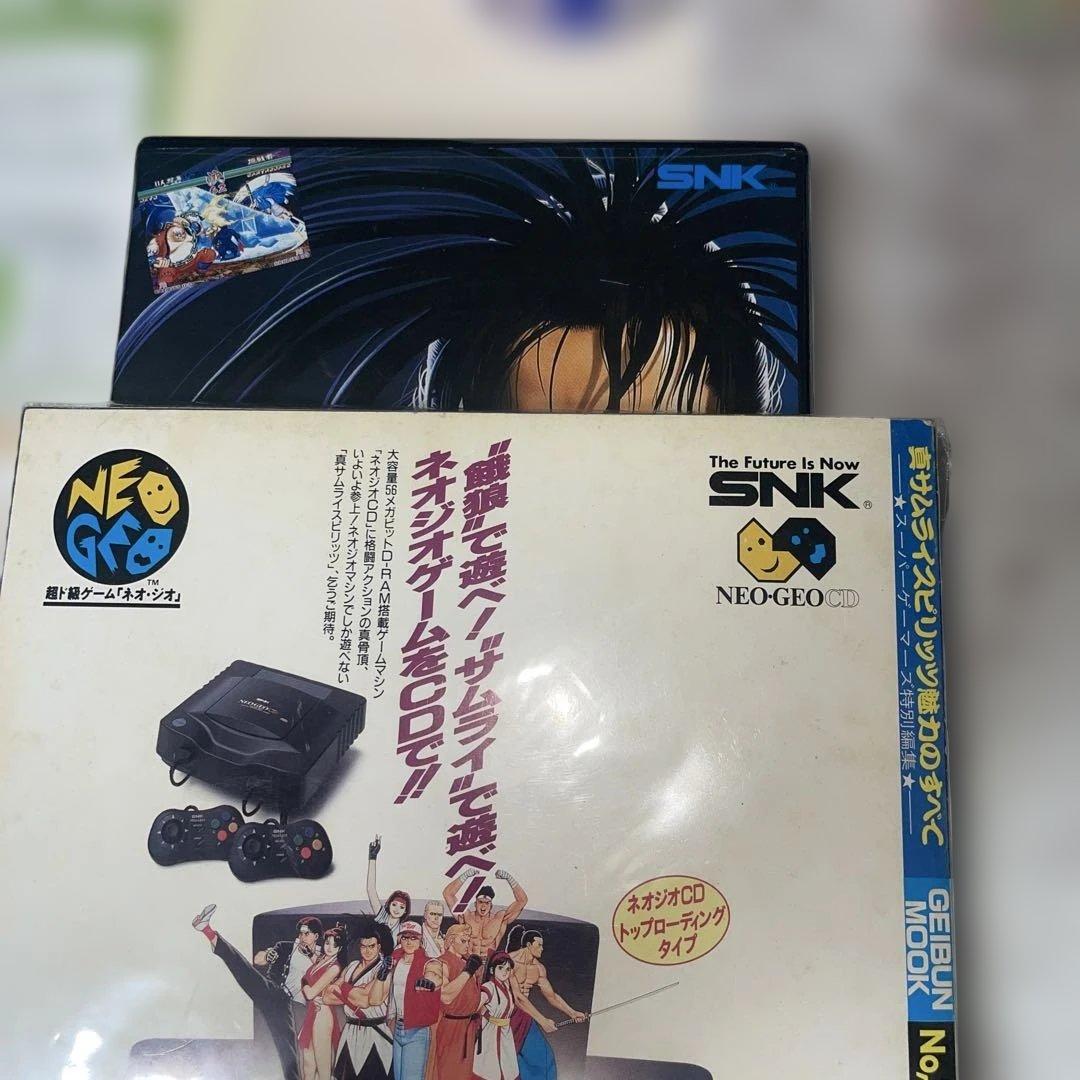 SNK
NEO
GEO
TM
超ド級ゲーム「ネオ・ジオ」
"餓狼"で遊べ!"サムライ"で遊べ!
ネオジオゲームをCDで!!
大容量56メガビットD-RAM搭載ゲームマシン
「ネオジオCD」に格闘アクションの真骨頂、
いよいよ参上!ネオジオマシンでしか遊べない
「真サムライスピリッツ」、乞うご期待。
The Future Is Now
SNK®
NEO•GEO CD
ネオジオCD
トップローディング
タイプ
真サムライスピリッツ魅力のすべて
★スーパーゲーマーズ特別編集★
GEIBUN
MOOK
No,